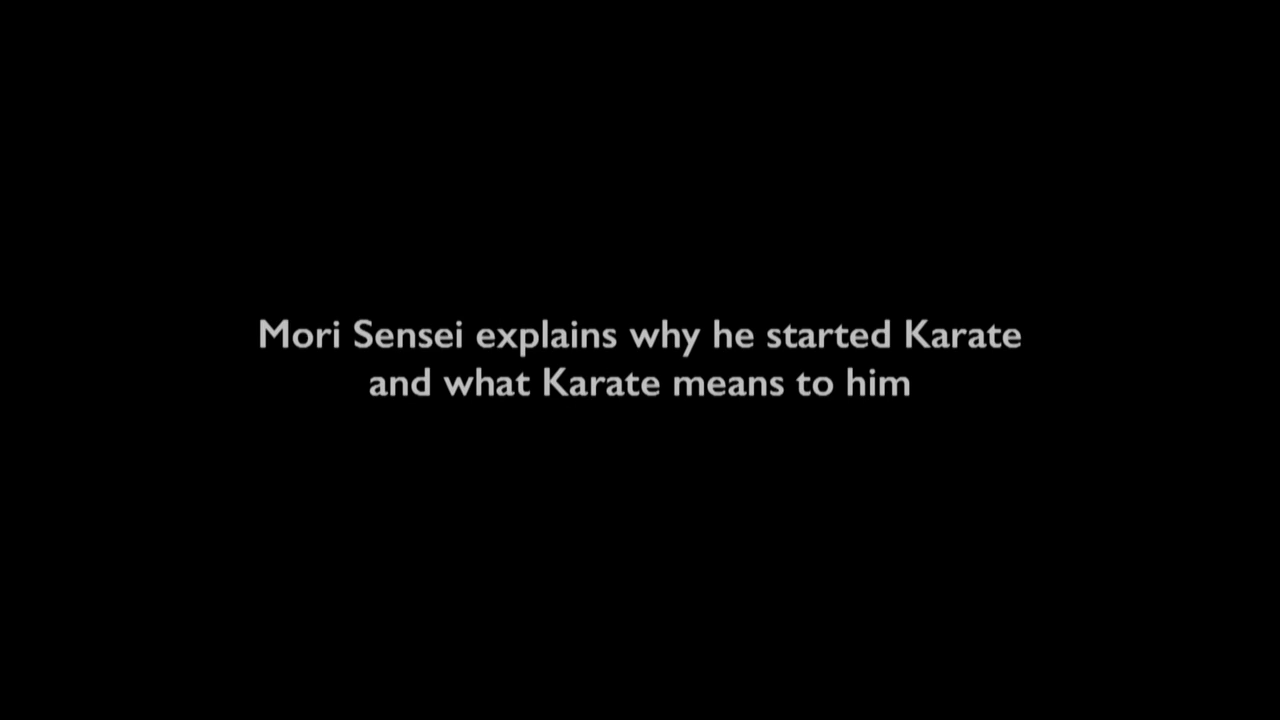 Mori Sensei explains why he started Karate
and what Karate means to him